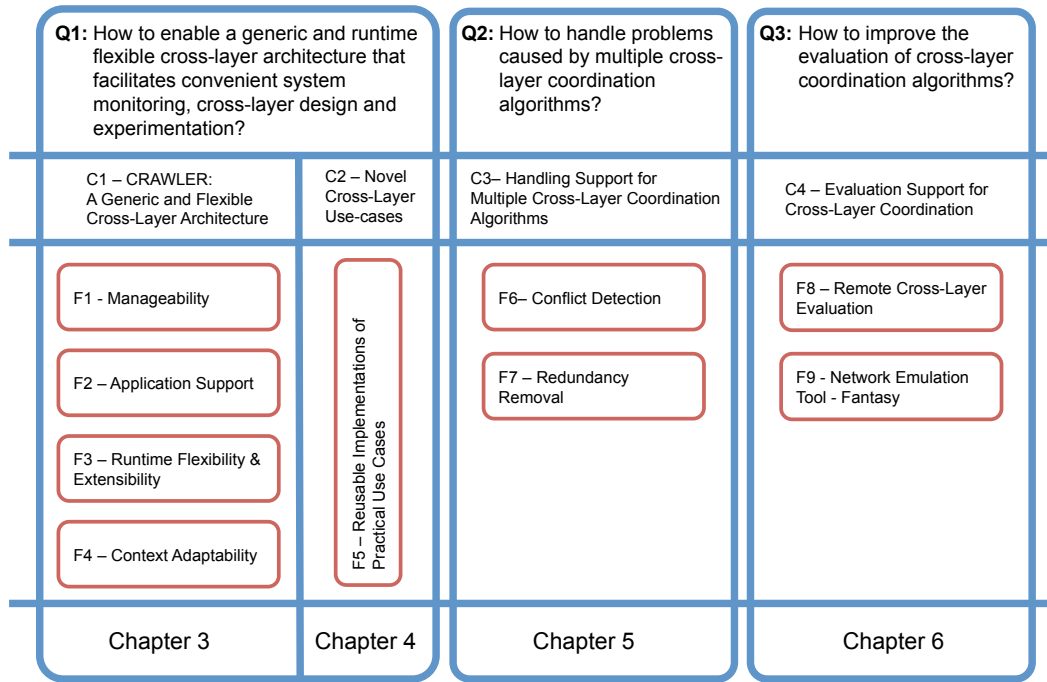 Q1: How to enable a generic and runtime
flexible cross-layer architecture that
facilitates convenient system
monitoring, cross-layer design and
experimentation?
Q2: How to handle problems
caused by multiple cross-
layer coordination
algorithms?
Q3: How to improve the
evaluation of cross-layer
coordination algorithms?
C1 – CRAWLER:
A Generic and Flexible
Cross-Layer Architecture
C2 – Novel
Cross-Layer
Use-cases
C3– Handling Support for
Multiple Cross-Layer Coordination
Algorithms
C4 – Evaluation Support for
Cross-Layer Coordination
F1 - Manageability
F2 – Application Support
F3 – Runtime Flexibility &
Extensibility
F4 – Context Adaptability
F5 – Reusable Implementations of
Practical Use Cases
F6– Conflict Detection
F7 – Redundancy
Removal
F8 – Remote Cross-Layer
Evaluation
F9 - Network Emulation
Tool - Fantasy
Chapter 3
Chapter 4
Chapter 5
Chapter 6